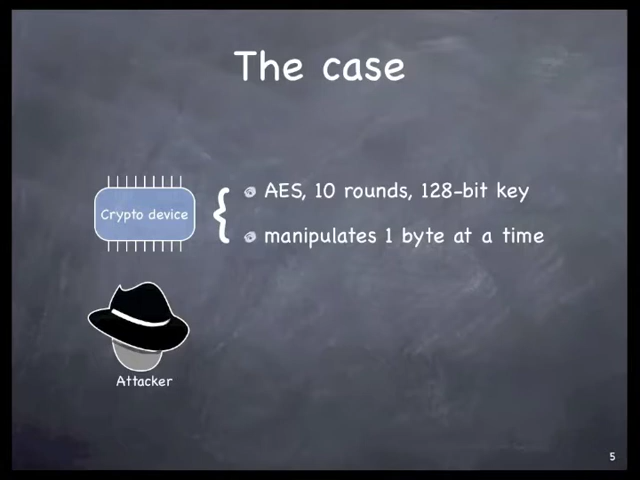 The case
Crypto device
{
AES, 10 rounds, 128-bit key
manipulates 1 byte at a time
Attacker
5